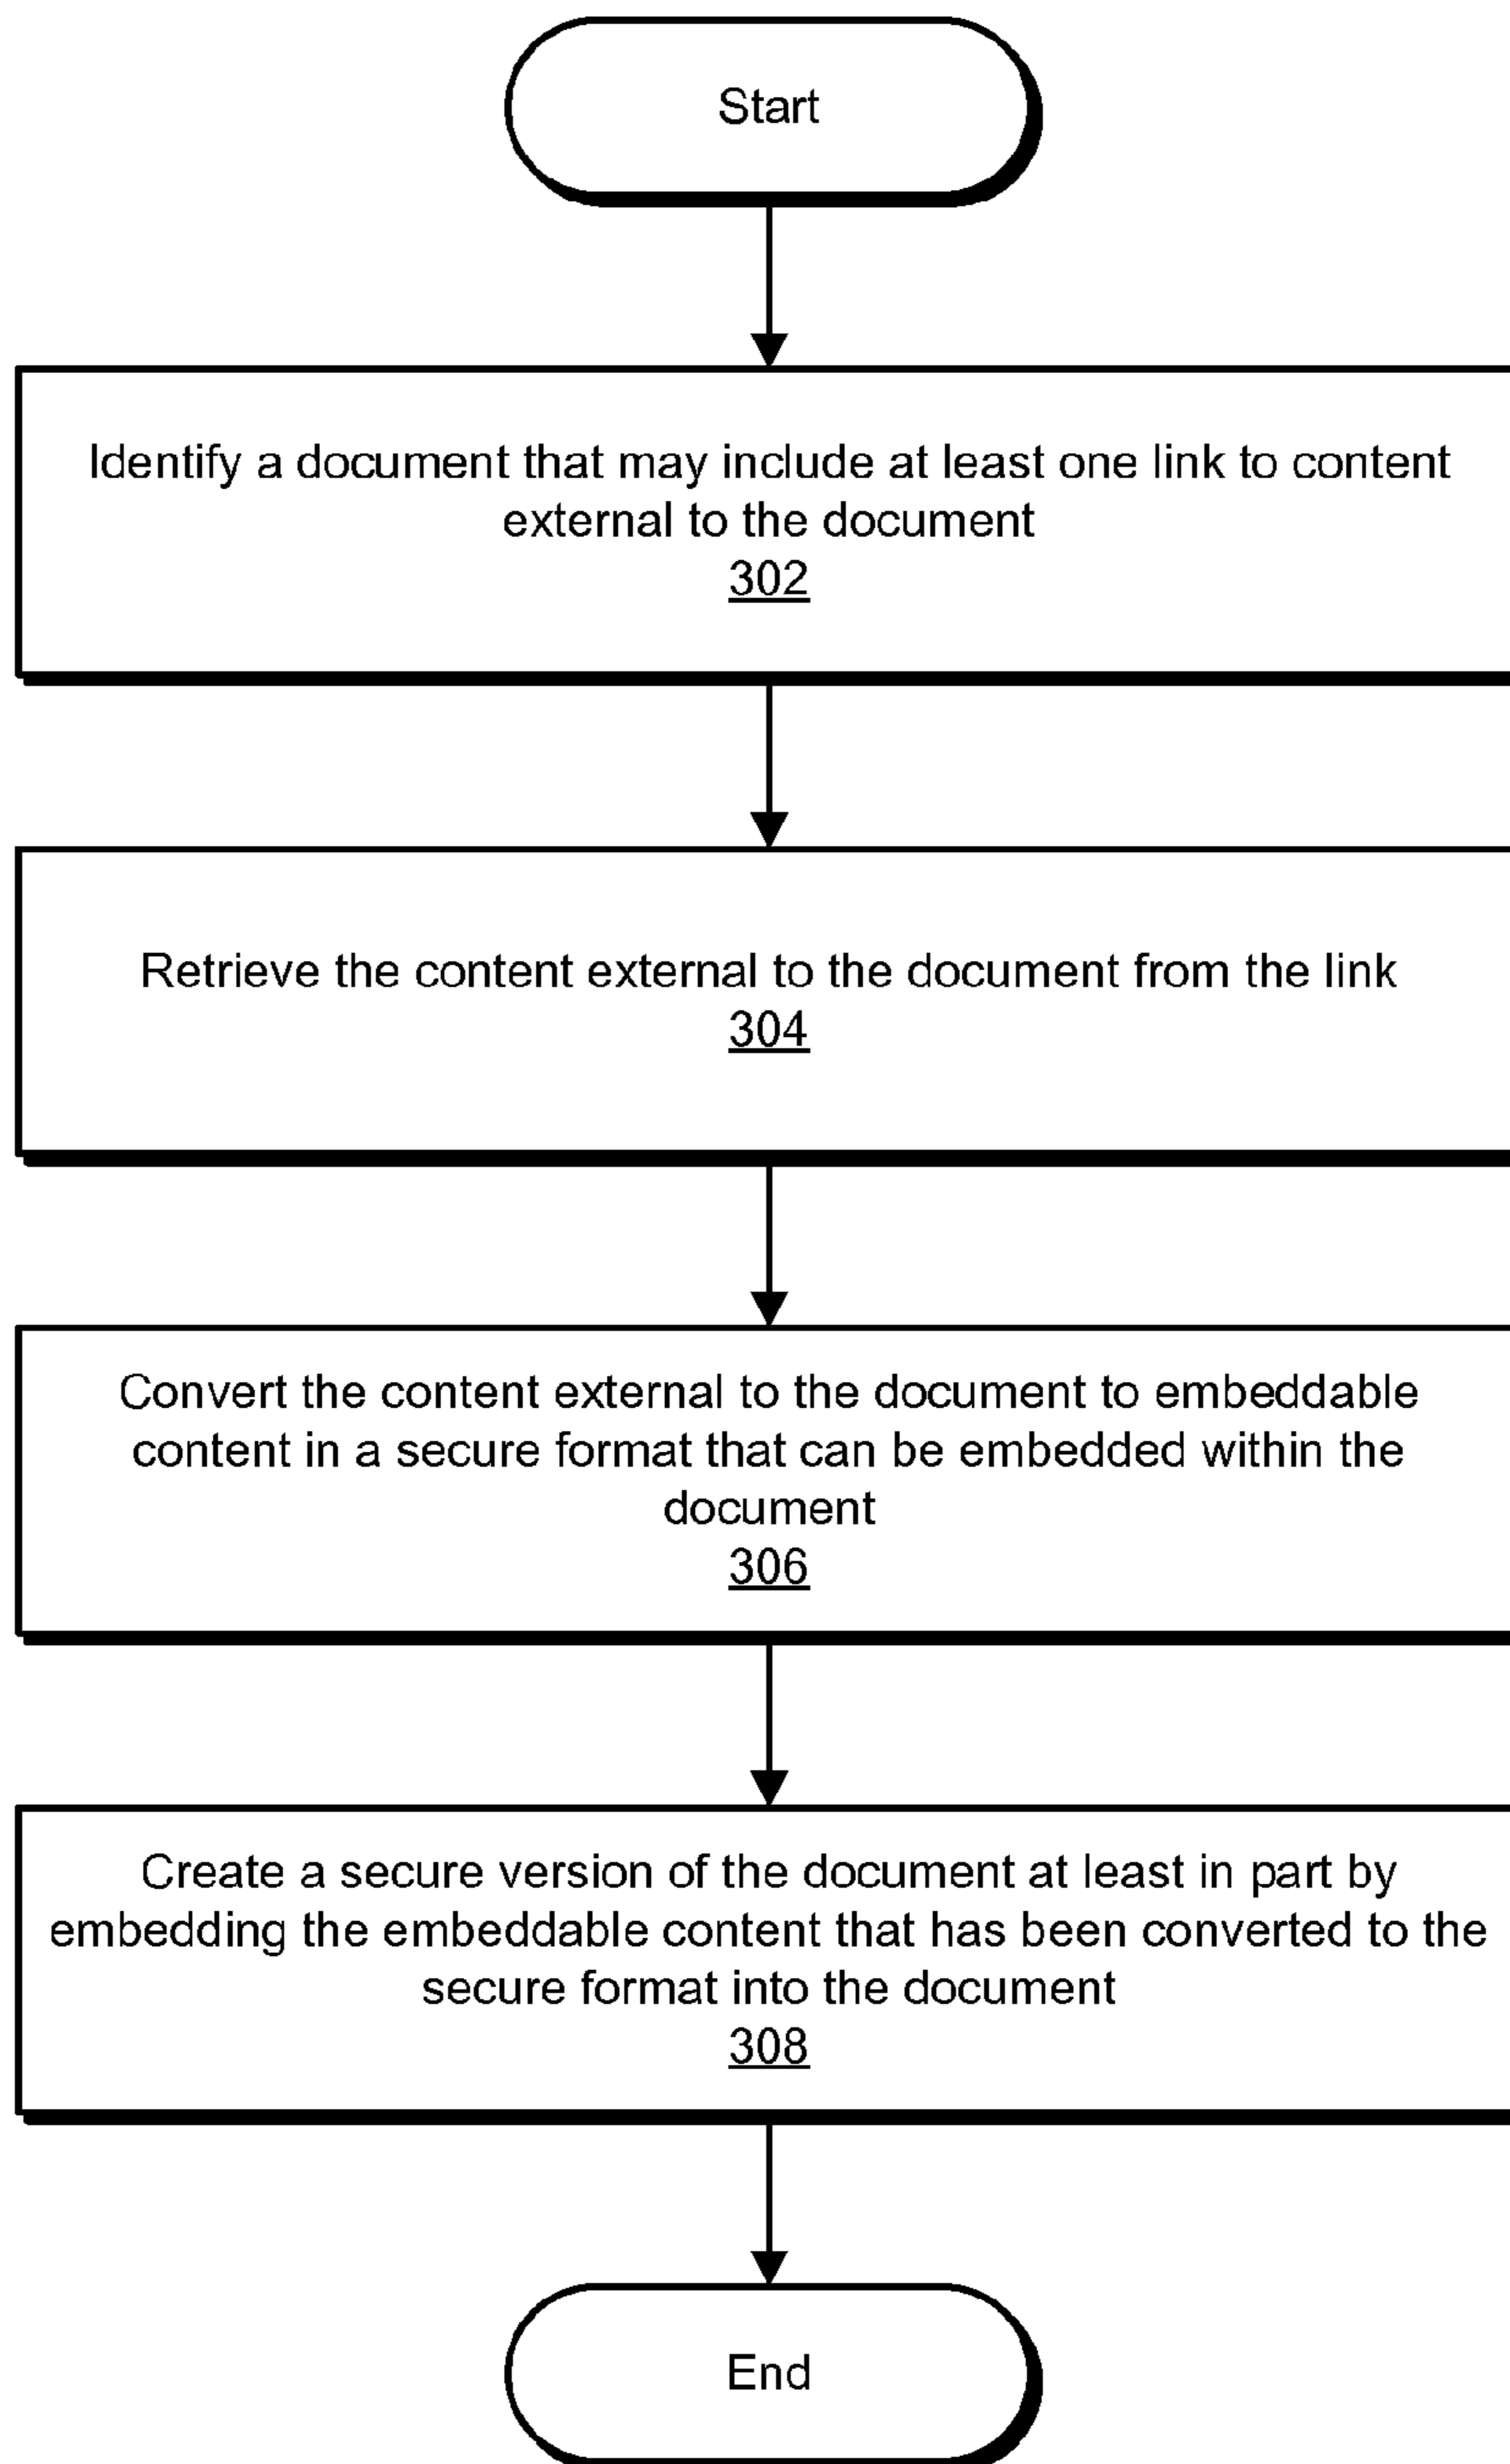 Start
Identify a document that may include at least one link to content
external to the document
302
Retrieve the content external to the document from the link
304
Convert the content external to the document to embeddable
content in a secure format that can be embedded within the
document
306
Create a secure version of the document at least in part by
embedding the embeddable content that has been converted to the
secure format into the document
308
End